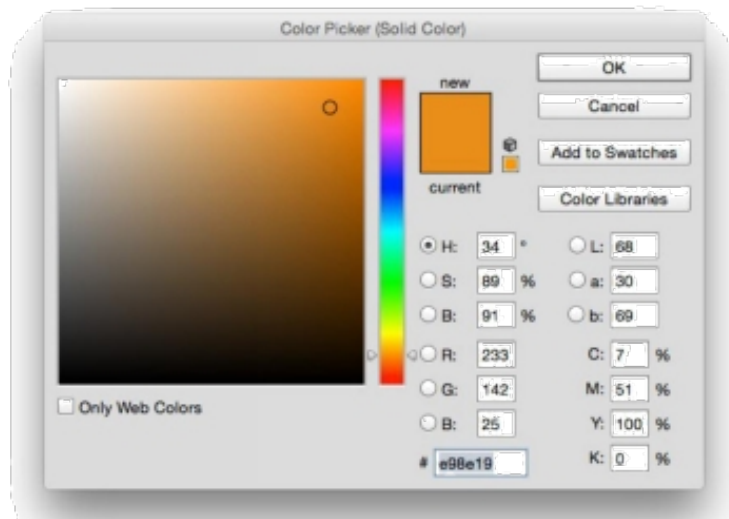 Color Picker (Solid Color)
new
current
OK
Cancel
Add to Swatches
Color Libraries
H: 34 °
S: 89 %
B: 91 %
R: 233
G: 142
B: 25
# e98e19
L: 68
a: 30
b: 69
C: 7 %
M: 51 %
Y: 100 %
K: 0 %
Only Web Colors